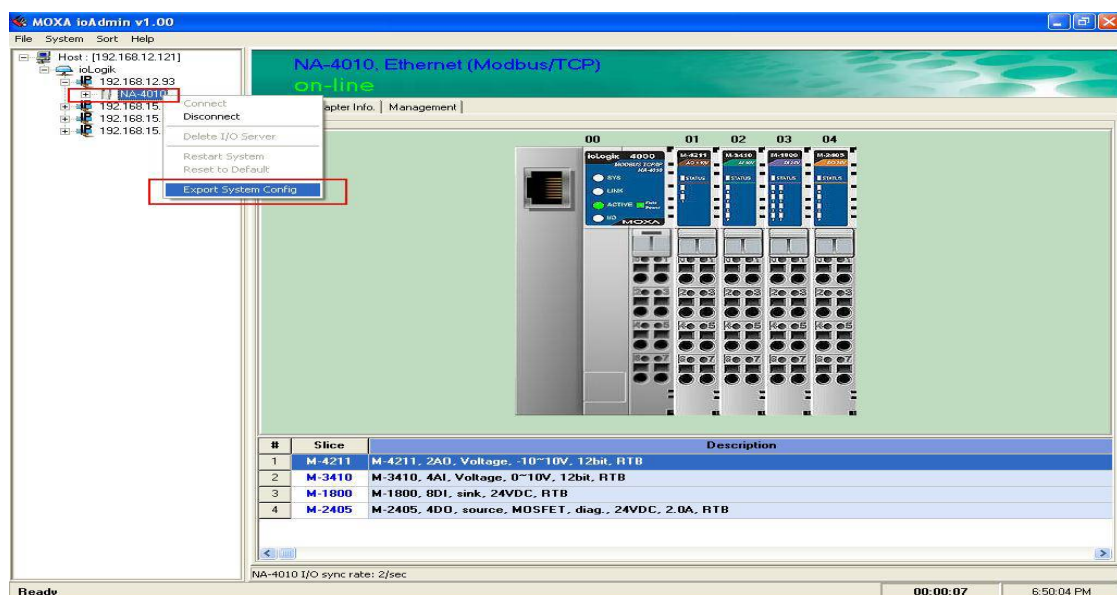 MOXA ioAdmin v1.00
File System Sort Help
Host : [192.168.12.121]
ioLogik
192.168.12.93
NA-4010
192.168.15.
192.168.15.
192.168.15.
Connect
Disconnect
Delete I/O Server
Restart System
Reset to Default
Export System Config
NA-4010, Ethernet (Modbus/TCP)
on-line
apter Info. Management
00 01 02 03 04
ioLogik 4000
MODBUS TCP/IP
NA-4010
SYS
LINK
ACTIVE Field Power
I/O
MOXA
M-4211 M-3410 M-1800 M-2405
STATUS STATUS STATUS STATUS
# Slice Description
1 M-4211 M-4211, 2AO, Voltage, -10~10V, 12bit, RTB
2 M-3410 M-3410, 4AI, Voltage, 0~10V, 12bit, RTB
3 M-1800 M-1800, 8DI, sink, 24VDC, RTB
4 M-2405 M-2405, 4DO, source, MOSFET, diag., 24VDC, 2.0A, RTB
NA-4010 I/O sync rate: 2/sec
Ready 00:00:07 6:50:04 PM